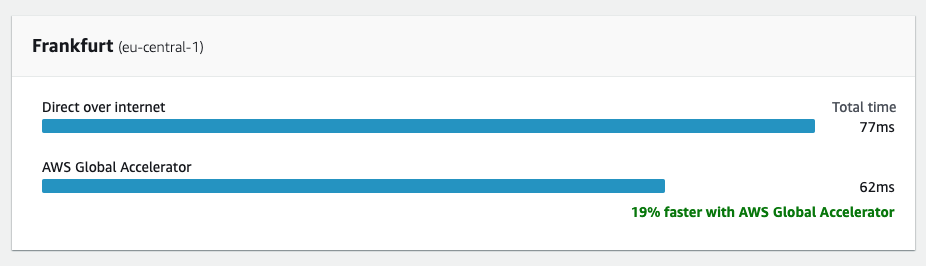 Frankfurt (eu-central-1)
Direct over internet
Total time
77ms
AWS Global Accelerator
62ms
19% faster with AWS Global Accelerator